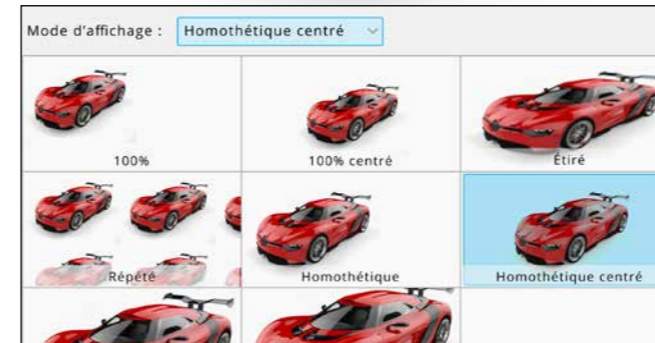 Mode d'affichage : Homothétique centré
100%
100% centré
Étiré
Répété
Homothétique
Homothétique centré